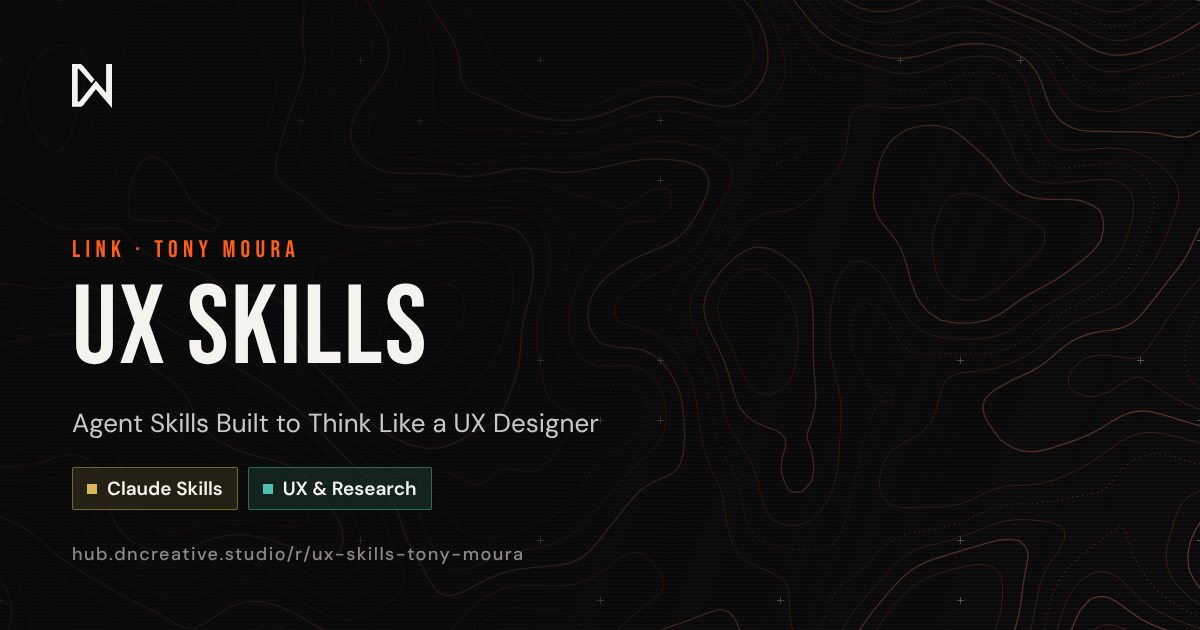 LINK · TONY MOURA
UX SKILLS
Agent Skills Built to Think Like a UX Designer
Claude Skills
UX & Research
hub.dncreative.studio/r/ux-skills-tony-moura